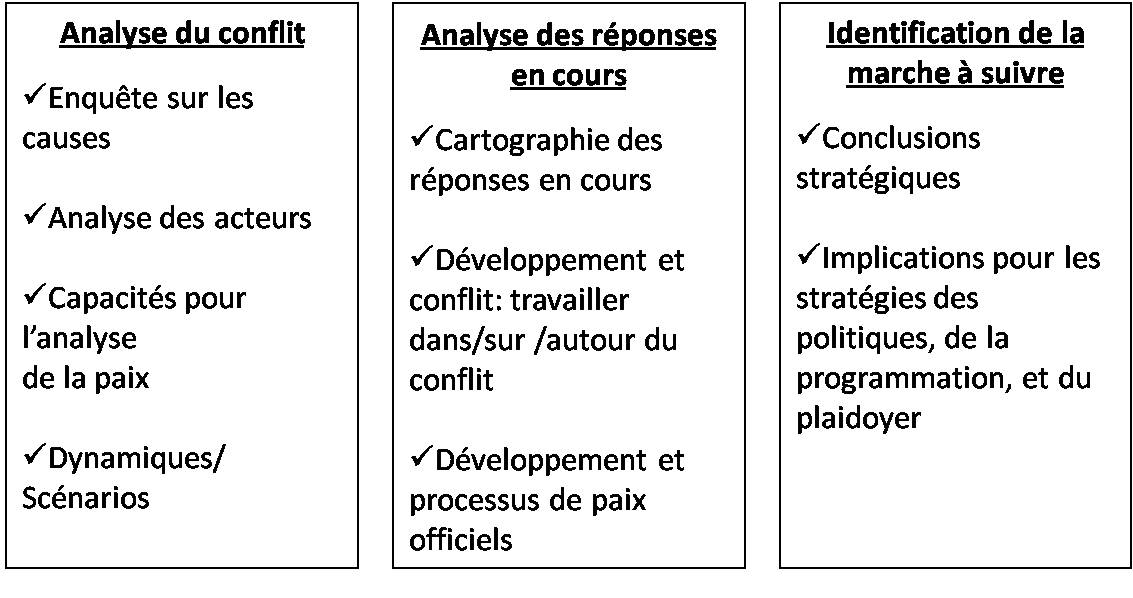 Analyse du conflit
✓Enquête sur les
causes
✓Analyse des acteurs
✓Capacités pour
l’analyse
de la paix
✓Dynamiques/
Scénarios
Analyse des réponses
en cours
✓Cartographie des
réponses en cours
✓Développement et
conflit: travailler
dans/sur /autour du
conflit
✓Développement et
processus de paix
officiels
Identification de la
marche à suivre
✓Conclusions
stratégiques
✓Implications pour les
stratégies des
politiques, de la
programmation, et du
plaidoyer